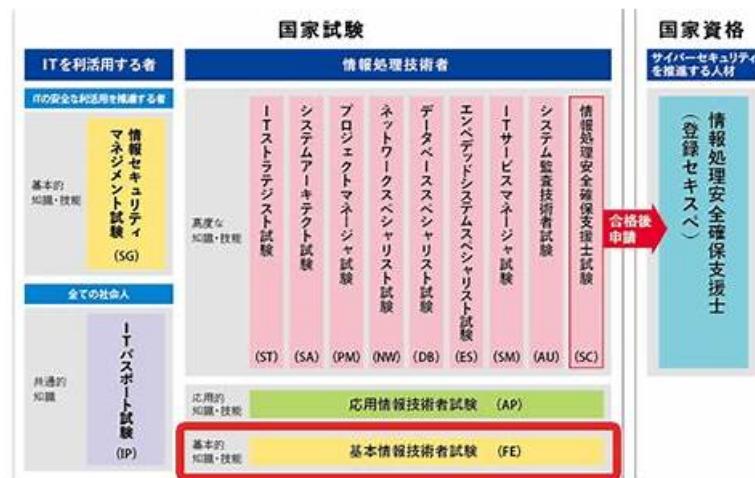 国家試験
国家資格
ITを利活用する者
情報処理技術者
サイバーセキュリティ
を推進する人材
ITの安全な利活用を推進する者
基本的
知識・技能
情報セキュリティ
マネジメント試験
(SG)
全ての社会人
共通的
知識
ITパスポート試験
(IP)
高度な
知識・技能
ITストラテジスト試験
(ST)
システムアーキテクト試験
(SA)
プロジェクトマネージャ試験
(PM)
ネットワークスペシャリスト試験
(NW)
データベーススペシャリスト試験
(DB)
エンベデッドシステムスペシャリスト試験
(ES)
ITサービスマネージャ試験
(SM)
システム監査技術者試験
(AU)
情報処理安全確保支援士試験
(SC)
合格後
申請
情報処理安全確保支援士
(登録セキスペ)
応用的
知識・技能
応用情報技術者試験 (AP)
基本的
知識・技能
基本情報技術者試験 (FE)